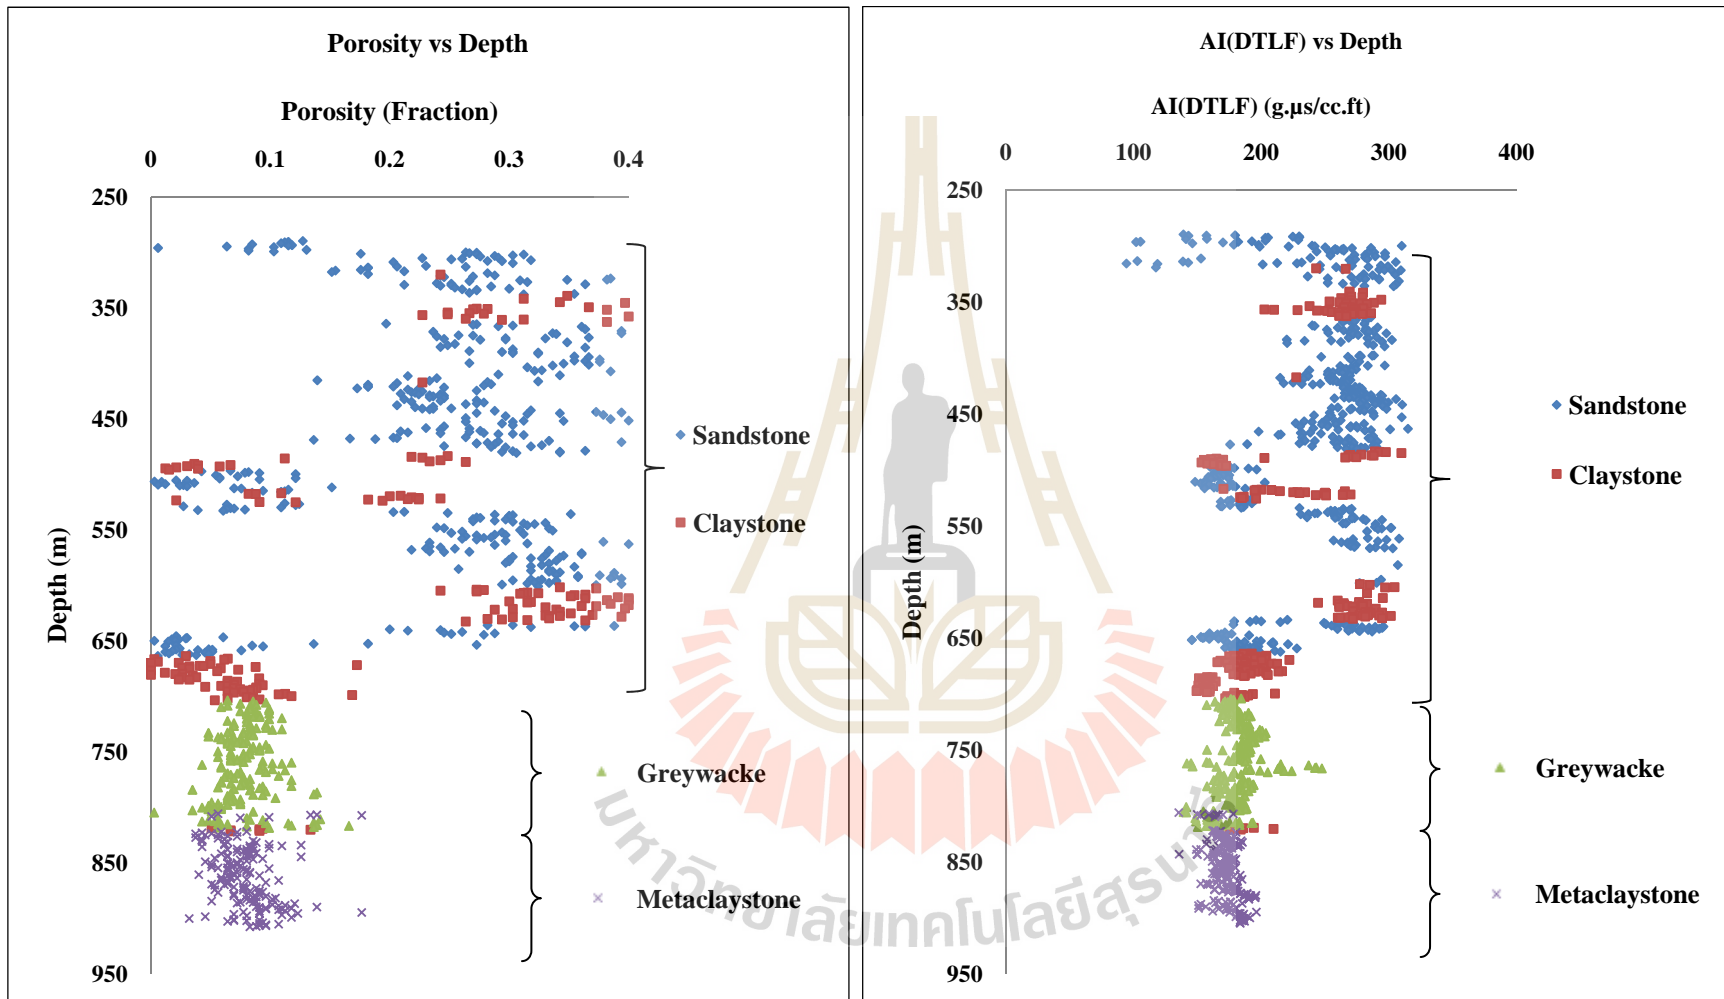 Porosity vs Depth
Porosity (Fraction)
0 0.1 0.2 0.3 0.4
250
350
450
550
650
750
850
950
Depth (m)
Sandstone
Claystone
Greywacke
Metaclaystone
AI(DTLF) vs Depth
AI(DTLF) (g.µs/cc.ft)
0 100 200 300 400
250
350
450
550
650
750
850
950
Depth (m)
Sandstone
Claystone
Greywacke
Metaclaystone
มหาวิทยาลัยเทคโนโลยีสุรนารี